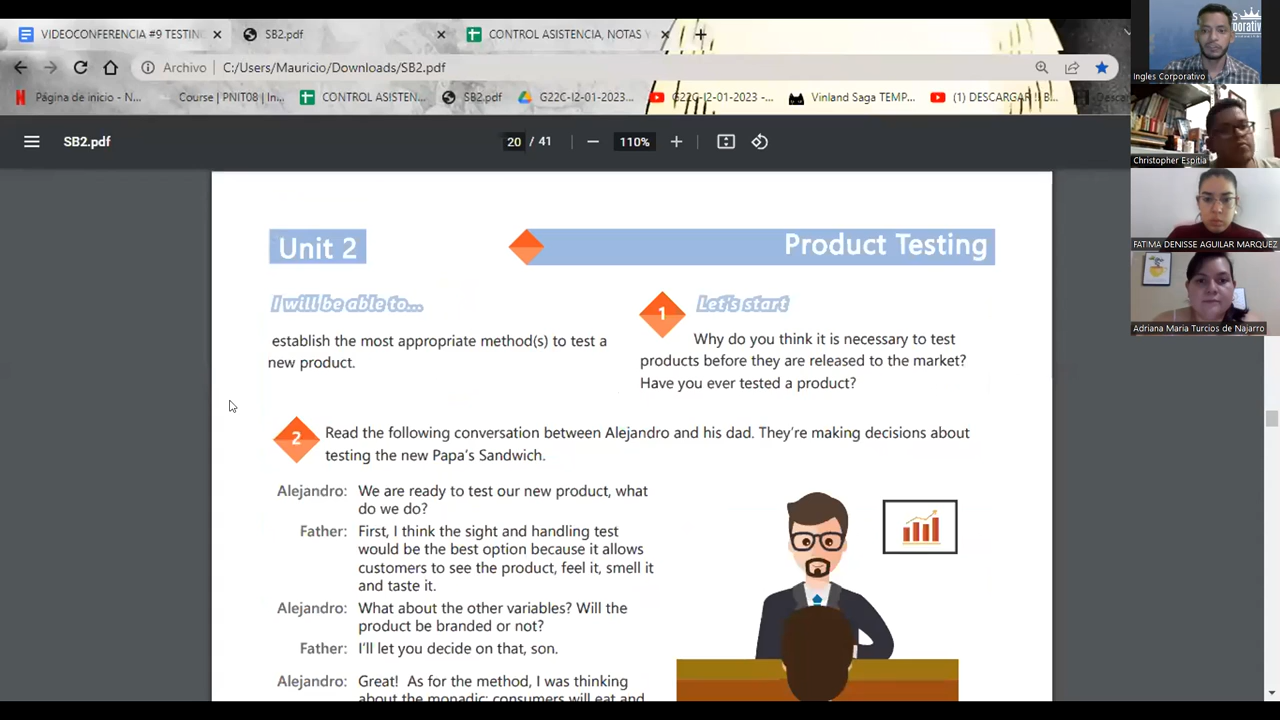 VIDEOCONFERENCIA #9 TESTIN
SB2.pdf
CONTROL ASISTENCIA, NOTAS Y
Archivo
C:/Users/Mauricio/Downloads/SB2.pdf
Página de inicio - N...
Course | PNIT08 | In...
CONTROL ASISTEN...
SB2.pdf
G22C-I2-01-2023 -...
G22C-I2-01-2023 -...
Vinland Saga TEMP...
(1) DESCARGAR !! B...
SB2.pdf
20 / 41
110%
Ingles Corporativo
Christopher Espitia
FATIMA DENISSE AGUILAR MARQUEZ
Adriana Maria Turcios de Najarro
Unit 2
Product Testing
I will be able to...
establish the most appropriate method(s) to test a
new product.
1
Let's start
Why do you think it is necessary to test
products before they are released to the market?
Have you ever tested a product?
2
Read the following conversation between Alejandro and his dad. They're making decisions about
testing the new Papa's Sandwich.
Alejandro: We are ready to test our new product, what
do we do?
Father: First, I think the sight and handling test
would be the best option because it allows
customers to see the product, feel it, smell it
and taste it.
Alejandro: What about the other variables? Will the
product be branded or not?
Father: I'll let you decide on that, son.
Alejandro: Great! As for the method, I was thinking
about the monadic: consumers will eat and